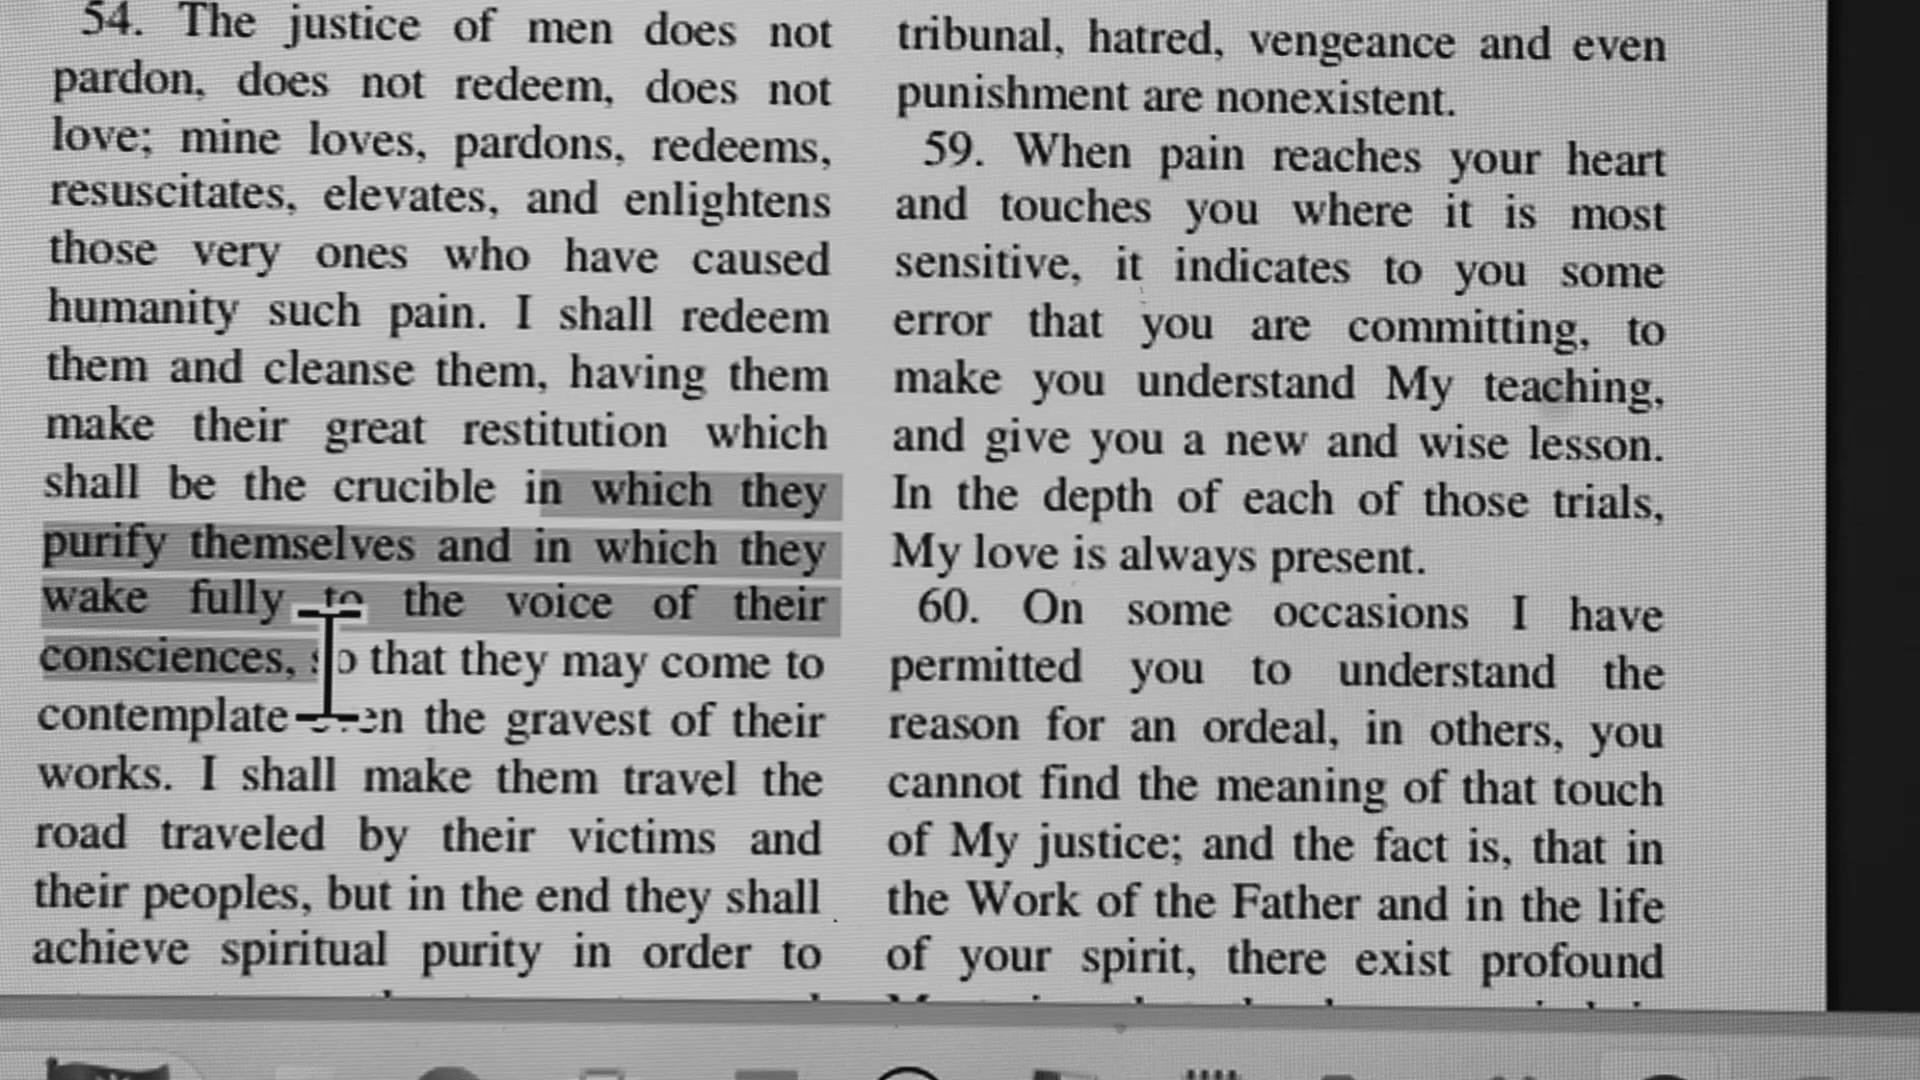 54. The justice of men does not
pardon, does not redeem, does not
love; mine loves, pardons, redeems,
resuscitates, elevates, and enlightens
those very ones who have caused
humanity such pain. I shall redeem
them and cleanse them, having them
make their great restitution which
shall be the crucible in which they
purify themselves and in which they
wake fully to the voice of their
consciences, so that they may come to
contemplate the gravest of their
works. I shall make them travel the
road traveled by their victims and
their peoples, but in the end they shall
achieve spiritual purity in order to
tribunal, hatred, vengeance and even
punishment are nonexistent.
59. When pain reaches your heart
and touches you where it is most
sensitive, it indicates to you some
error that you are committing, to
make you understand My teaching,
and give you a new and wise lesson.
In the depth of each of those trials,
My love is always present.
60. On some occasions I have
permitted you to understand the
reason for an ordeal, in others, you
cannot find the meaning of that touch
of My justice; and the fact is, that in
the Work of the Father and in the life
of your spirit, there exist profound